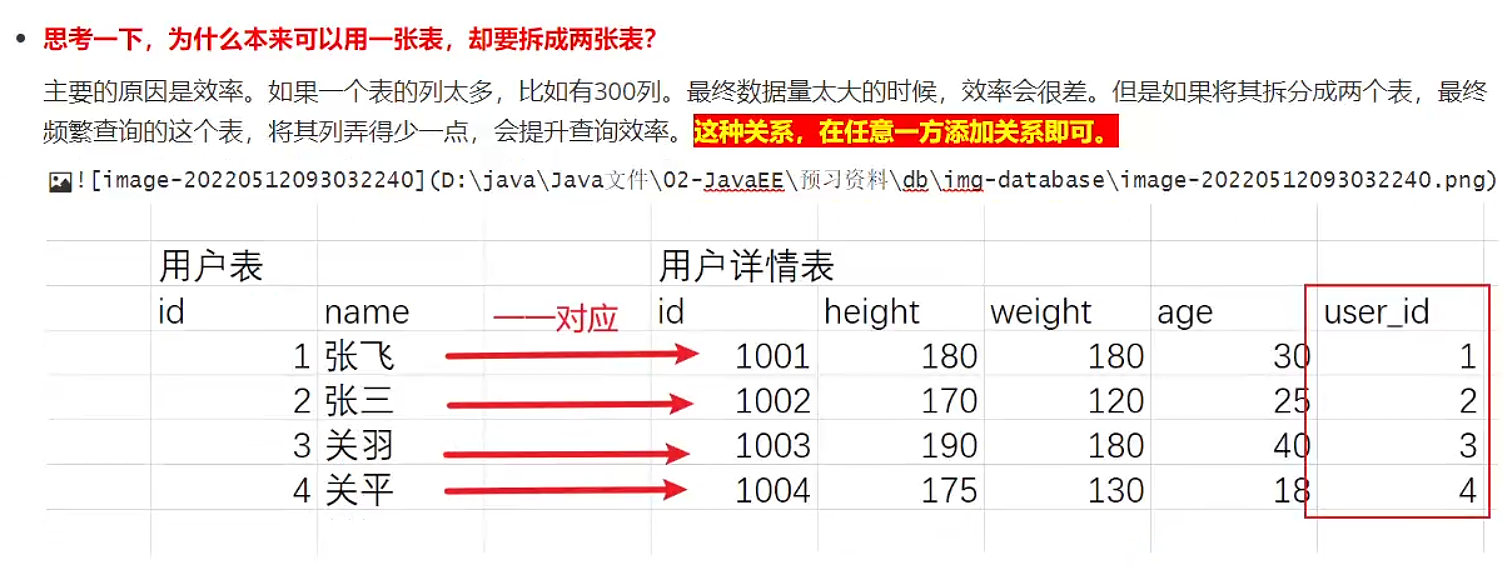 思考一下，为什么本来可以用一张表，却要拆成两张表？
主要的原因是效率。如果一个表的列太多，比如有300列。最终数据量太大的时候，效率会很差。但是如果将其拆分成两个表，最终
频繁查询的这个表，将其列弄得少一点，会提升查询效率。这种关系，在任意一方添加关系即可。
![image-20220512093032240](D:\java\Java文件\02-JavaEE\预习资料\db\img-database\image-20220512093032240.png)
用户表 用户详情表
id name 一一对应 id height weight age user_id
1 张飞 1001 180 180 30 1
2 张三 1002 170 120 25 2
3 关羽 1003 190 180 40 3
4 关平 1004 175 130 18 4